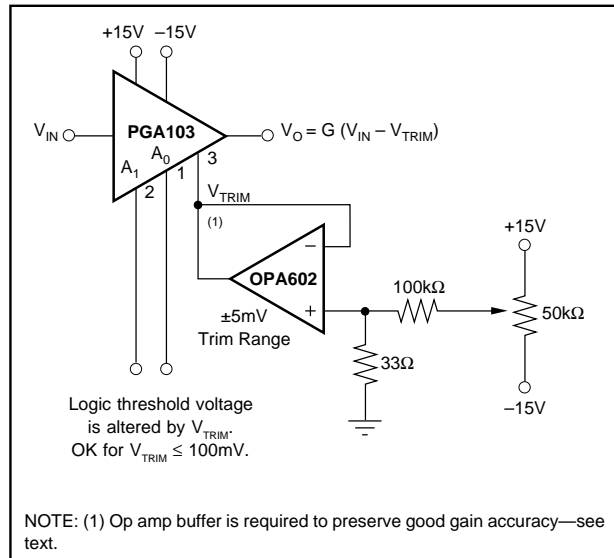 +15V –15V
PGA103
V_IN
V_O = G (V_IN – V_TRIM)
A_1
A_0
2
1
3
V_TRIM
(1)
–
OPA602
+
±5mV
Trim Range
100kΩ
33Ω
+15V
50kΩ
–15V
Logic threshold voltage
is altered by V_TRIM.
OK for V_TRIM ≤ 100mV.
NOTE: (1) Op amp buffer is required to preserve good gain accuracy—see
text.